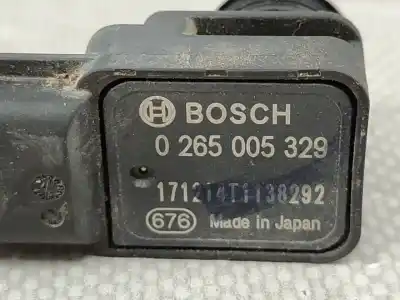 BOSCH
0 265 005 329
171214T1138292
676 Made in Japan